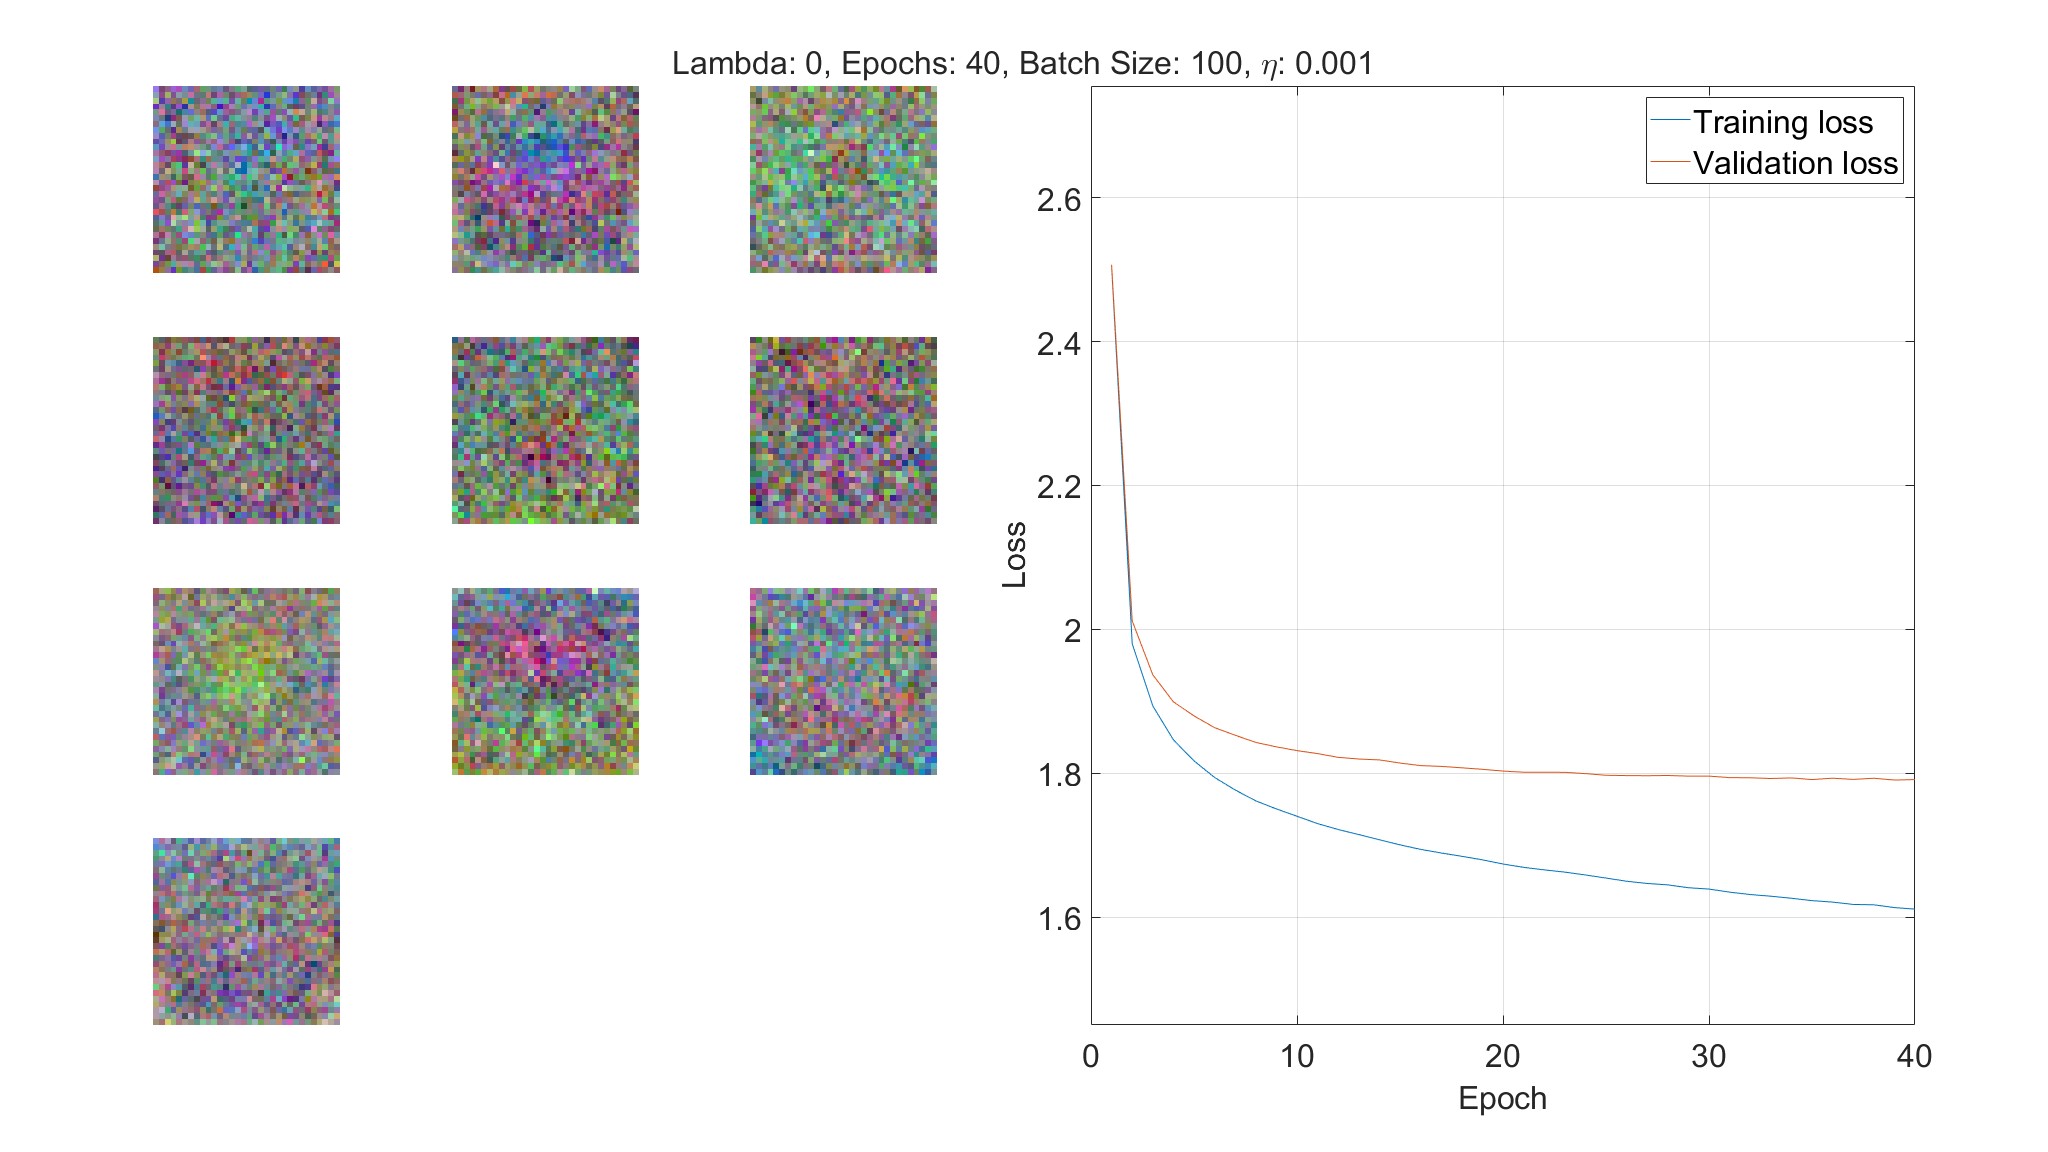 Lambda: 0, Epochs: 40, Batch Size: 100, η: 0.001
Training loss
Validation loss
2.6
2.4
2.2
2
1.8
1.6
Loss
0 10 20 30 40
Epoch